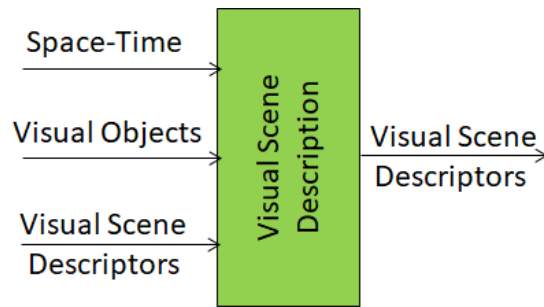 Space-Time
Visual Objects
Visual Scene
Descriptors
Visual Scene
Description
Visual Scene
Descriptors